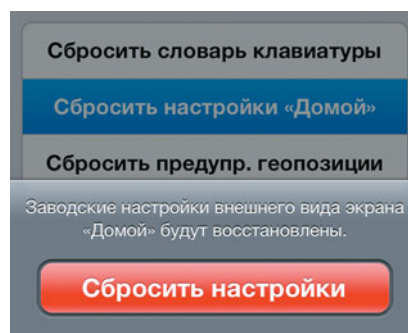 Сбросить словарь клавиатуры
Сбросить настройки «Домой»
Сбросить предупр. геопозиции
Заводские настройки внешнего вида экрана
«Домой» будут восстановлены.
Сбросить настройки